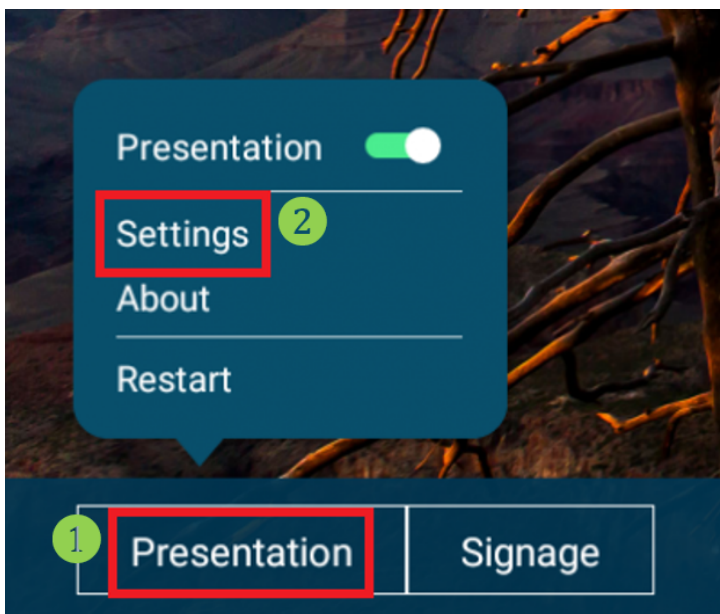 Presentation
Settings 2
About
Restart
1 Presentation Signage